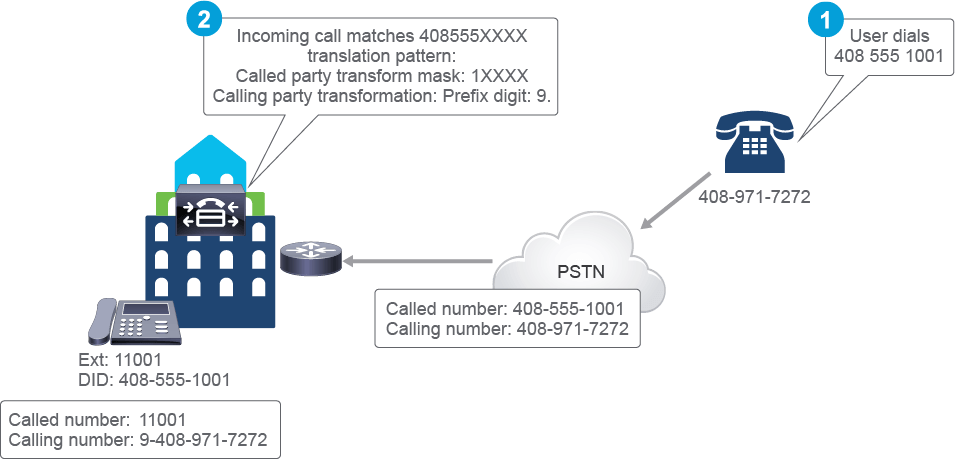 1
User dials
408 555 1001
2
Incoming call matches 408555XXXX
translation pattern:
Called party transform mask: 1XXXX
Calling party transformation: Prefix digit: 9.
408-971-7272
PSTN
Called number: 408-555-1001
Calling number: 408-971-7272
Ext: 11001
DID: 408-555-1001
Called number: 11001
Calling number: 9-408-971-7272